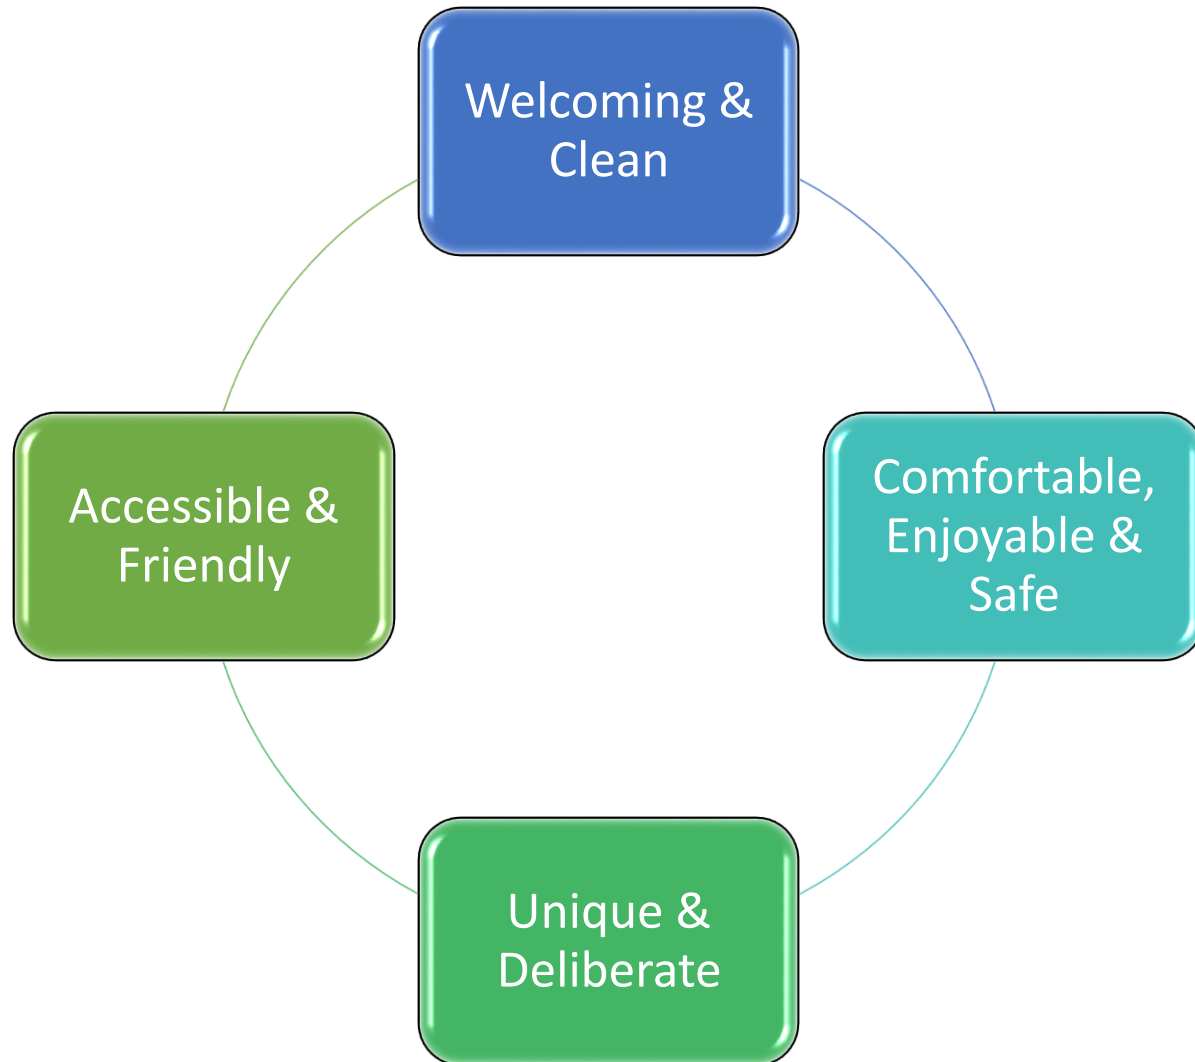 Welcoming &
Clean
Comfortable,
Enjoyable &
Safe
Unique &
Deliberate
Accessible &
Friendly